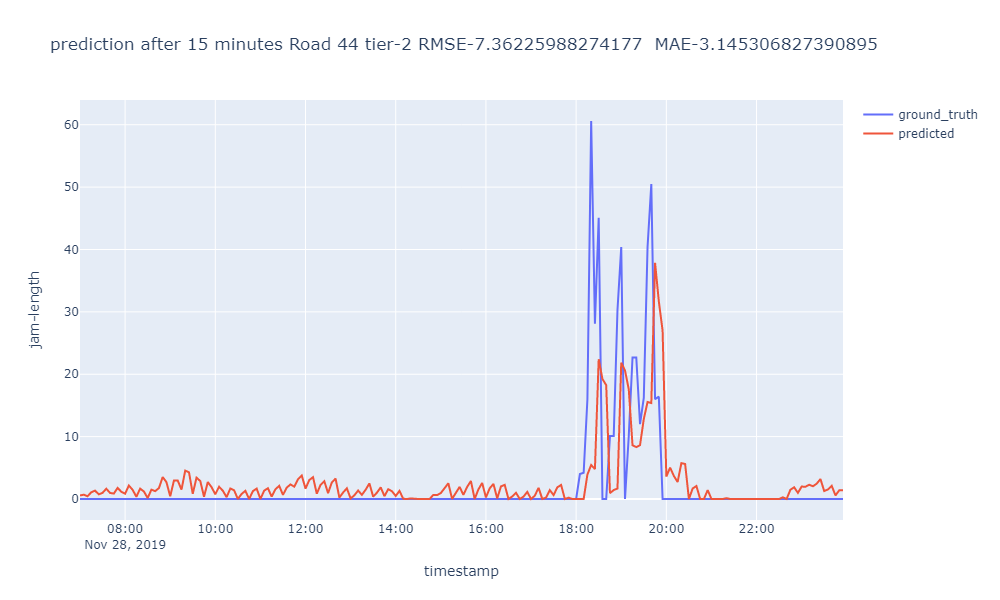 prediction after 15 minutes Road 44 tier-2 RMSE-7.36225988274177  MAE-3.145306827390895
ground_truth
predicted
60
50
40
30
20
10
0
jam-length
08:00 10:00 12:00 14:00 16:00 18:00 20:00 22:00
Nov 28, 2019
timestamp